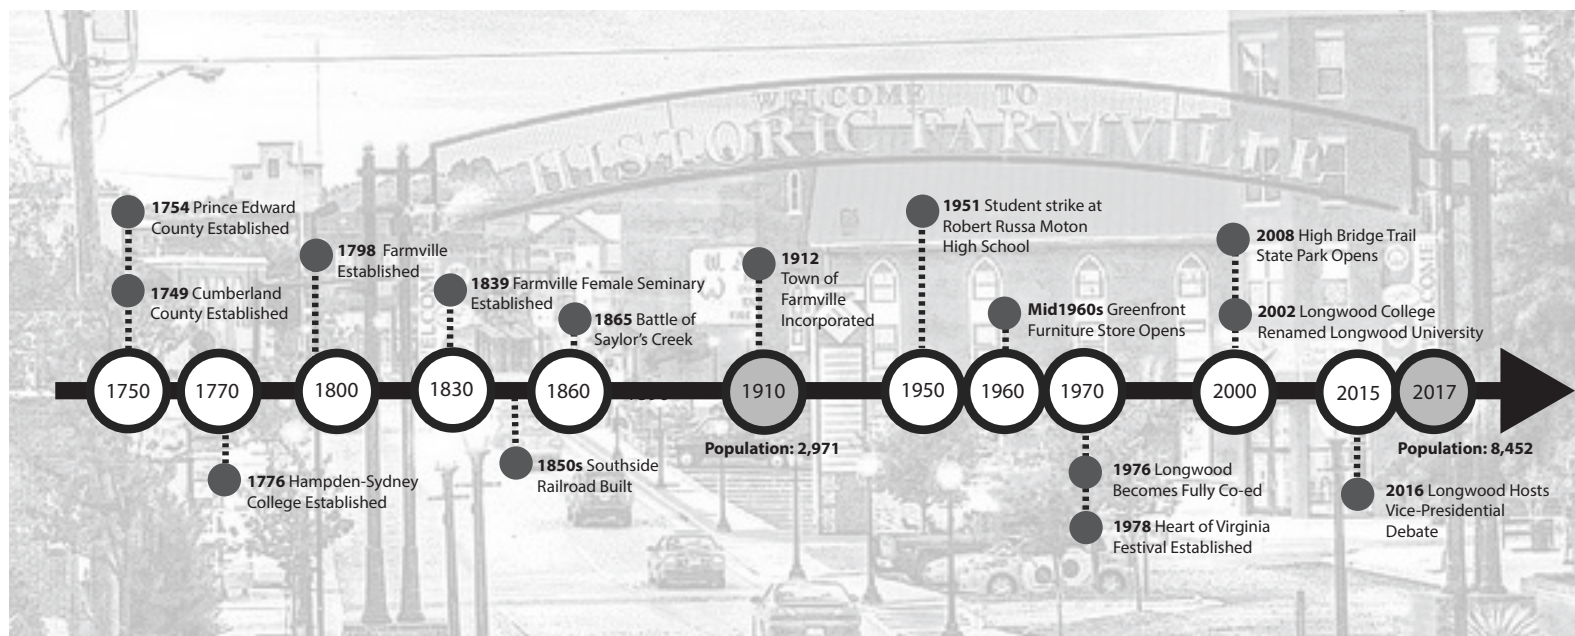 WELCOME TO
HISTORIC FARMVILLE
1754 Prince Edward
County Established
1749 Cumberland
County Established
1798 Farmville
Established
1839 Farmville Female Seminary
Established
1865 Battle of
Saylor's Creek
1912
Town of
Farmville
Incorporated
1951 Student strike at
Robert Russa Moton
High School
Mid1960s Greenfront
Furniture Store Opens
2008 High Bridge Trail
State Park Opens
2002 Longwood College
Renamed Longwood University
1750
1770
1800
1830
1860
1910
1950
1960
1970
2000
2015
2017
Population: 2,971
Population: 8,452
1776 Hampden-Sydney
College Established
1850s Southside
Railroad Built
1976 Longwood
Becomes Fully Co-ed
1978 Heart of Virginia
Festival Established
2016 Longwood Hosts
Vice-Presidential
Debate